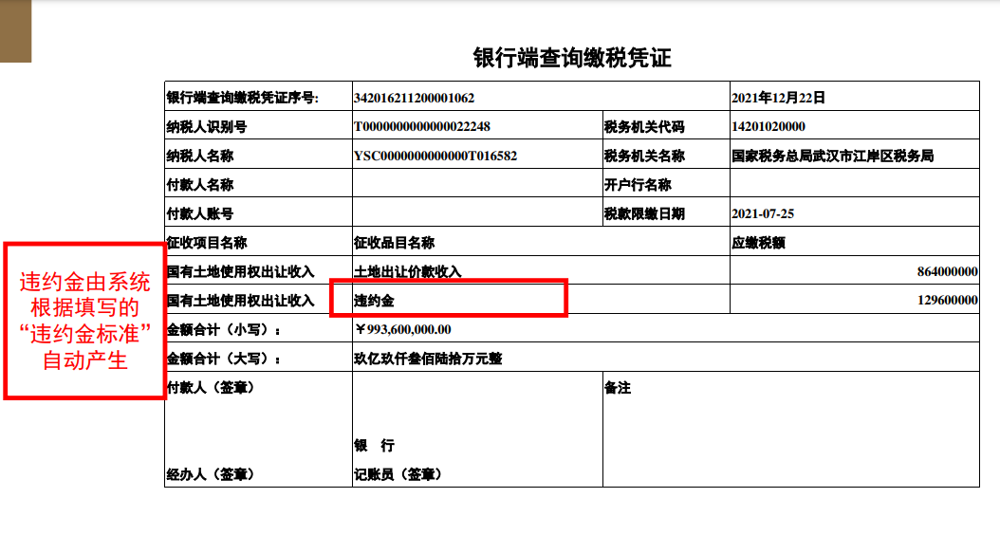 银行端查询缴税凭证
银行端查询缴税凭证序号: 342016211200001062 2021年12月22日
纳税人识别号 T0000000000000022248 税务机关代码 14201020000
纳税人名称 YSC0000000000000T016582 税务机关名称 国家税务总局武汉市江岸区税务局
付款人名称 开户行名称
付款人账号 税款限缴日期 2021-07-25
征收项目名称 征收品目名称 应缴税额
国有土地使用权出让收入 土地出让价款收入 864000000
国有土地使用权出让收入 违约金 129600000
金额合计（小写）: ￥993,600,000.00
金额合计（大写）: 玖亿玖仟叁佰陆拾万元整
付款人（签章） 备注
银 行
经办人（签章） 记账员（签章）
违约金由系统
根据填写的
“违约金标准”
自动产生